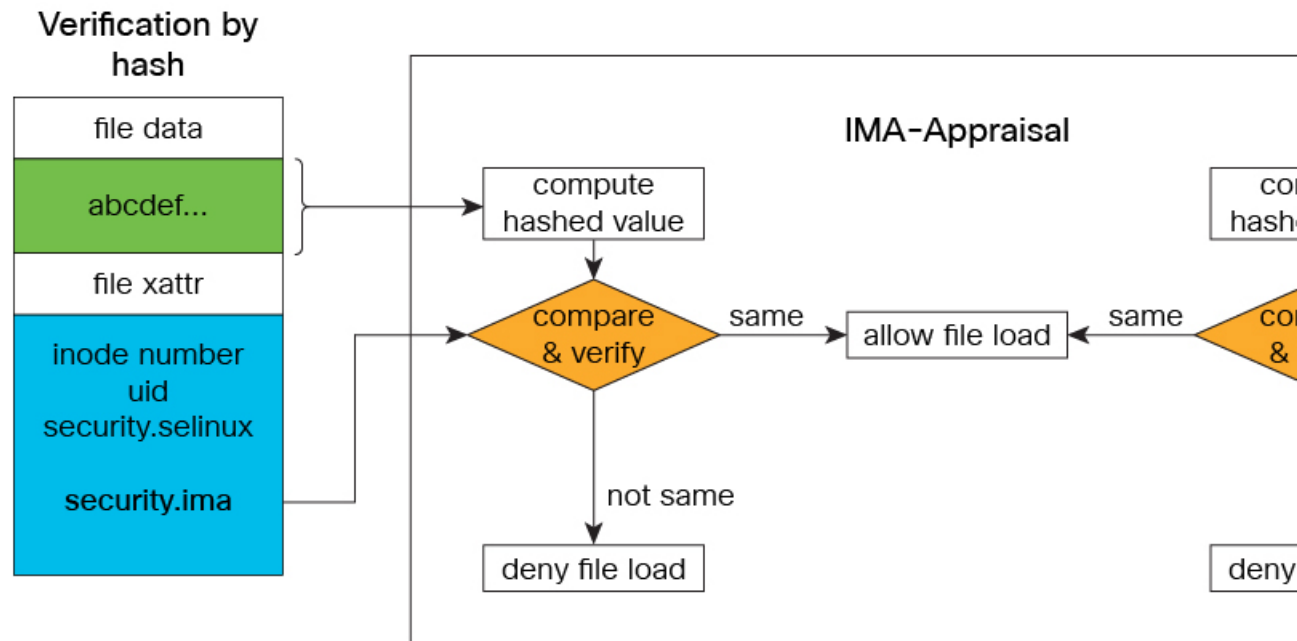 Verification by
hash
file data
abcdef...
file xattr
inode number
uid
security.selinux
security.ima
IMA-Appraisal
compute
hashed value
compare
& verify
same
allow file load
same
not same
deny file load
&
deny